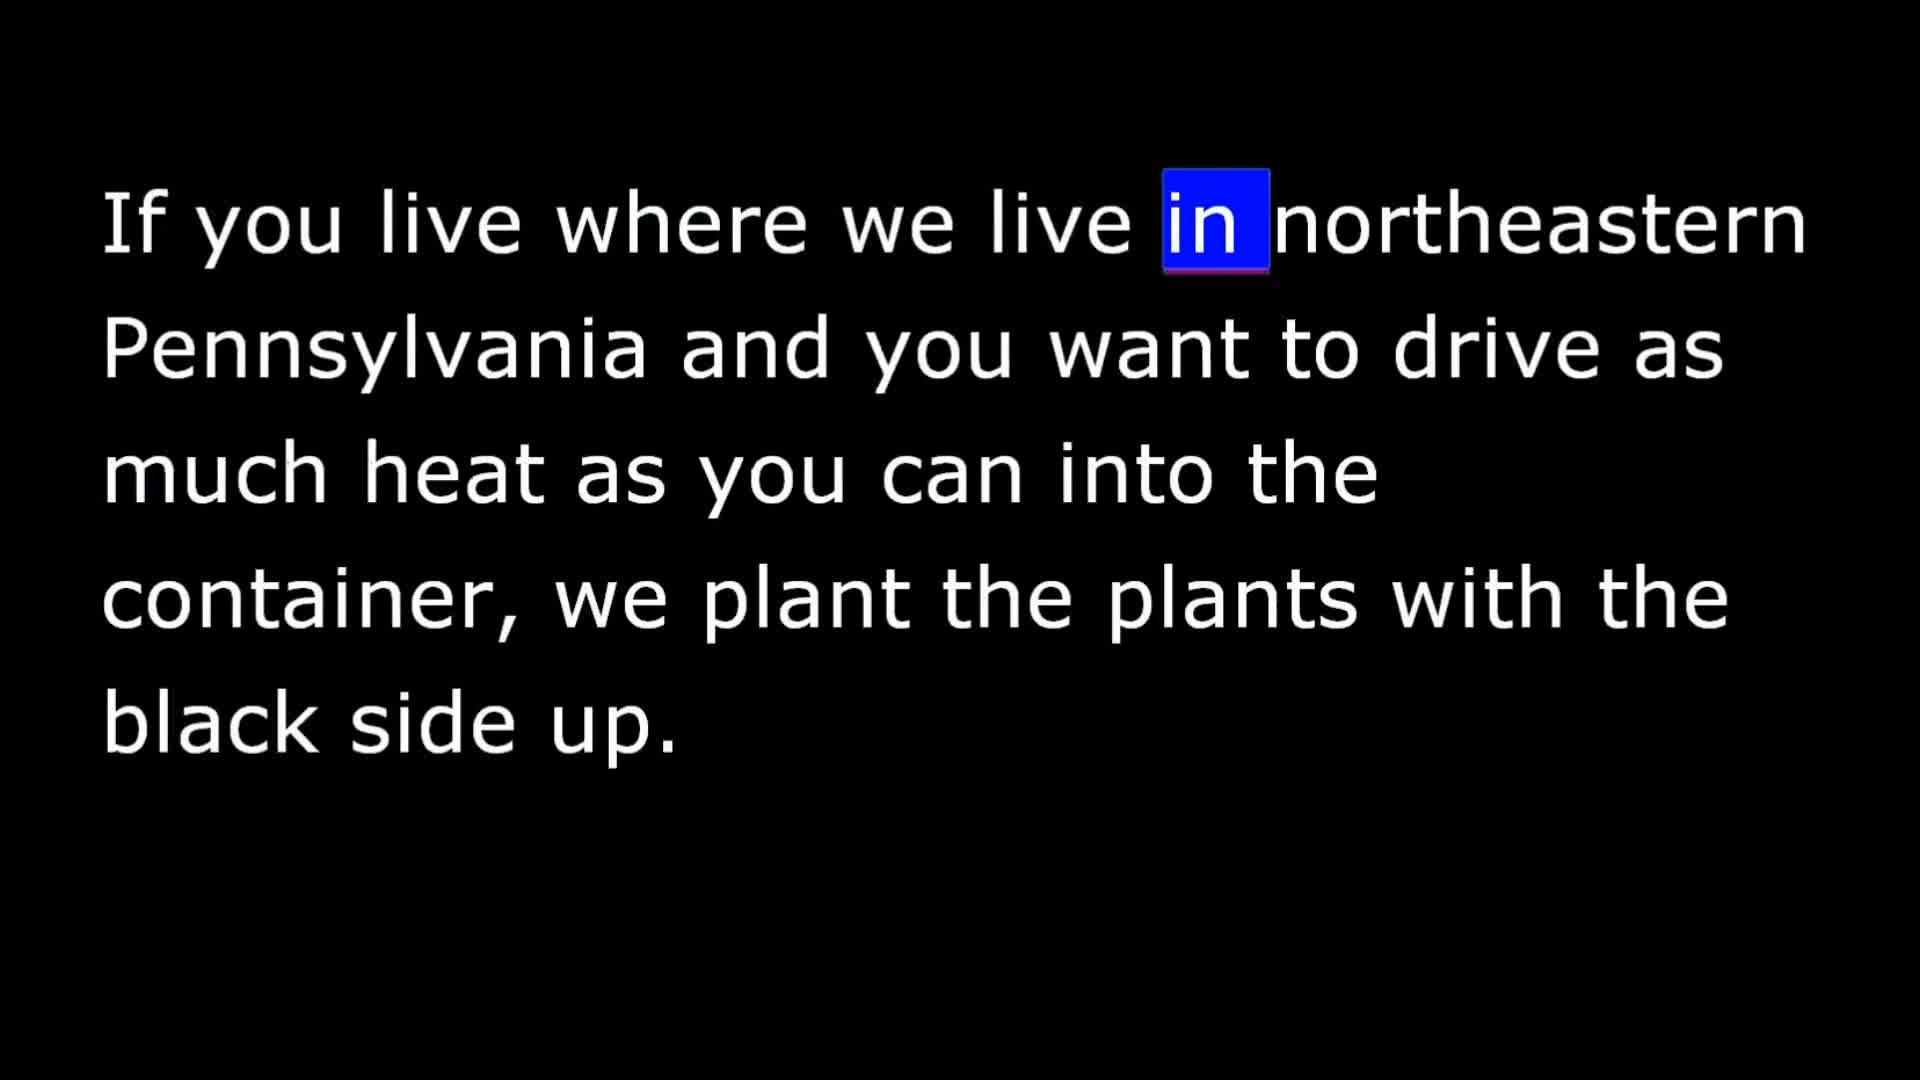 If you live where we live in northeastern
Pennsylvania and you want to drive as
much heat as you can into the
container, we plant the plants with the
black side up.